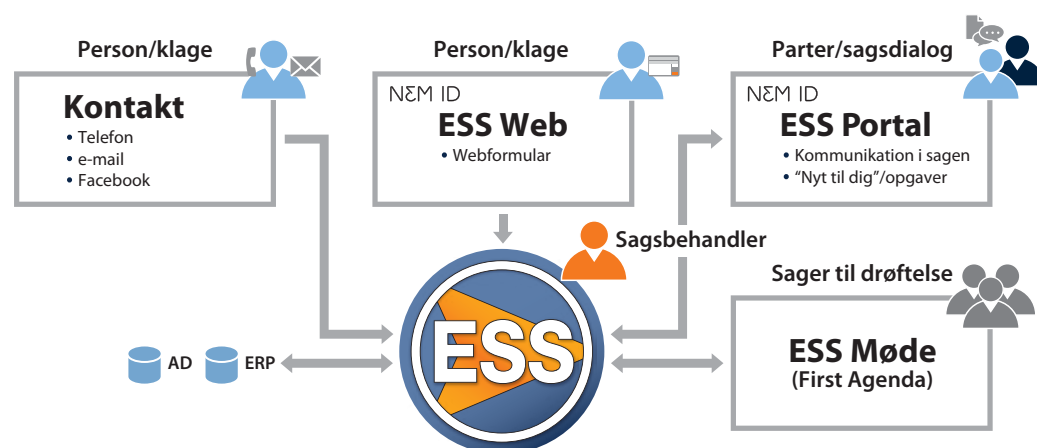 Person/klage
Kontakt
• Telefon
• e-mail
• Facebook
Person/klage
NEM ID
ESS Web
• Webformular
Parter/sagsdialog
NEM ID
ESS Portal
• Kommunikation i sagen
• “Nyt til dig”/opgaver
Sagsbehandler
ESS
AD
ERP
Sager til drøftelse
ESS Møde
(First Agenda)